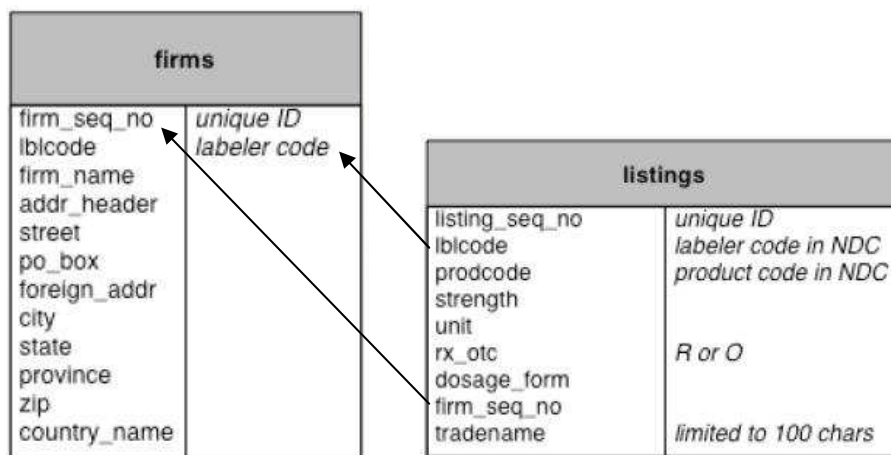 firms
firm_seq_no unique ID
lblcode labeler code
firm_name
addr_header
street
po_box
foreign_addr
city
state
province
zip
country_name
listings
listing_seq_no unique ID
lblcode labeler code in NDC
prodcode product code in NDC
strength
unit
rx_otc R or O
dosage_form
firm_seq_no
tradename limited to 100 chars